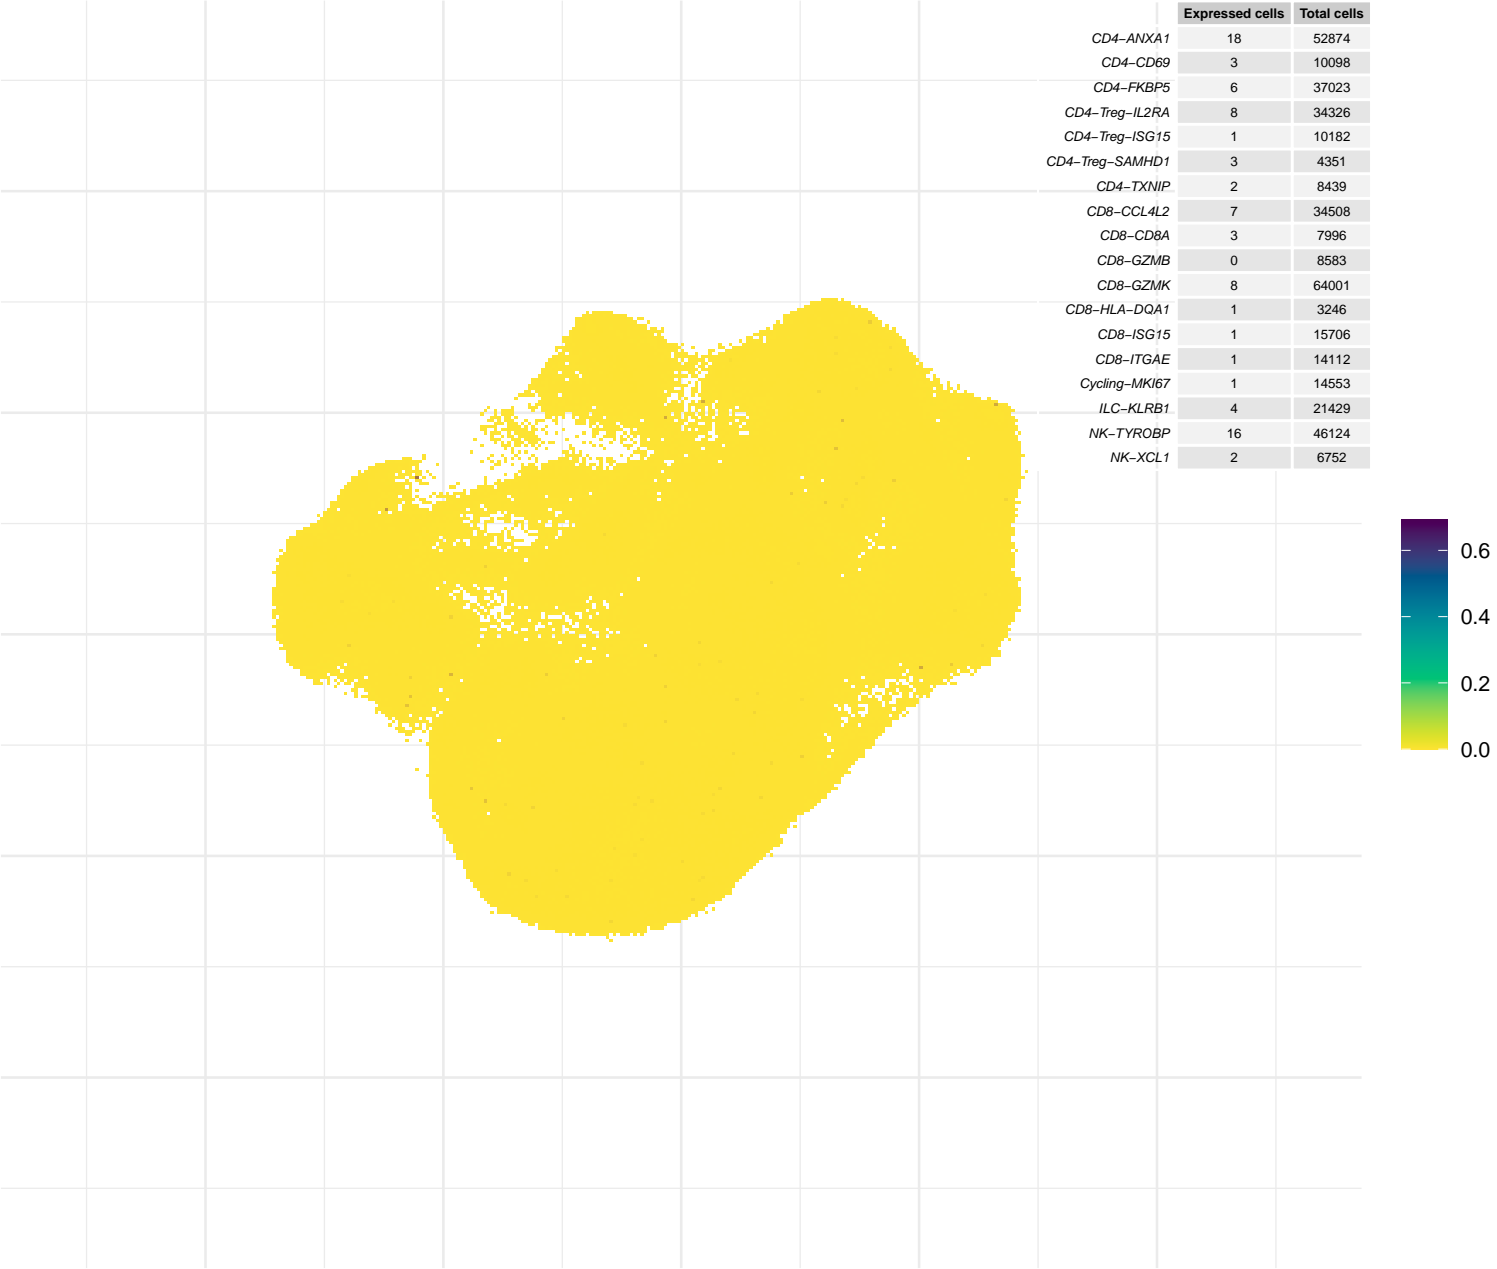 Expressed cells Total cells
CD4−ANXA1 18 52874
CD4−CD69 3 10098
CD4−FKBP5 6 37023
CD4−Treg−IL2RA 8 34326
CD4−Treg−ISG15 1 10182
CD4−Treg−SAMHD1 3 4351
CD4−TXNIP 2 8439
CD8−CCL4L2 7 34508
CD8−CD8A 3 7996
CD8−GZMB 0 8583
CD8−GZMK 8 64001
CD8−HLA−DQA1 1 3246
CD8−ISG15 1 15706
CD8−ITGAE 1 14112
Cycling−MKI67 1 14553
ILC−KLRB1 4 21429
NK−TYROBP 16 46124
NK−XCL1 2 6752
0.6
0.4
0.2
0.0